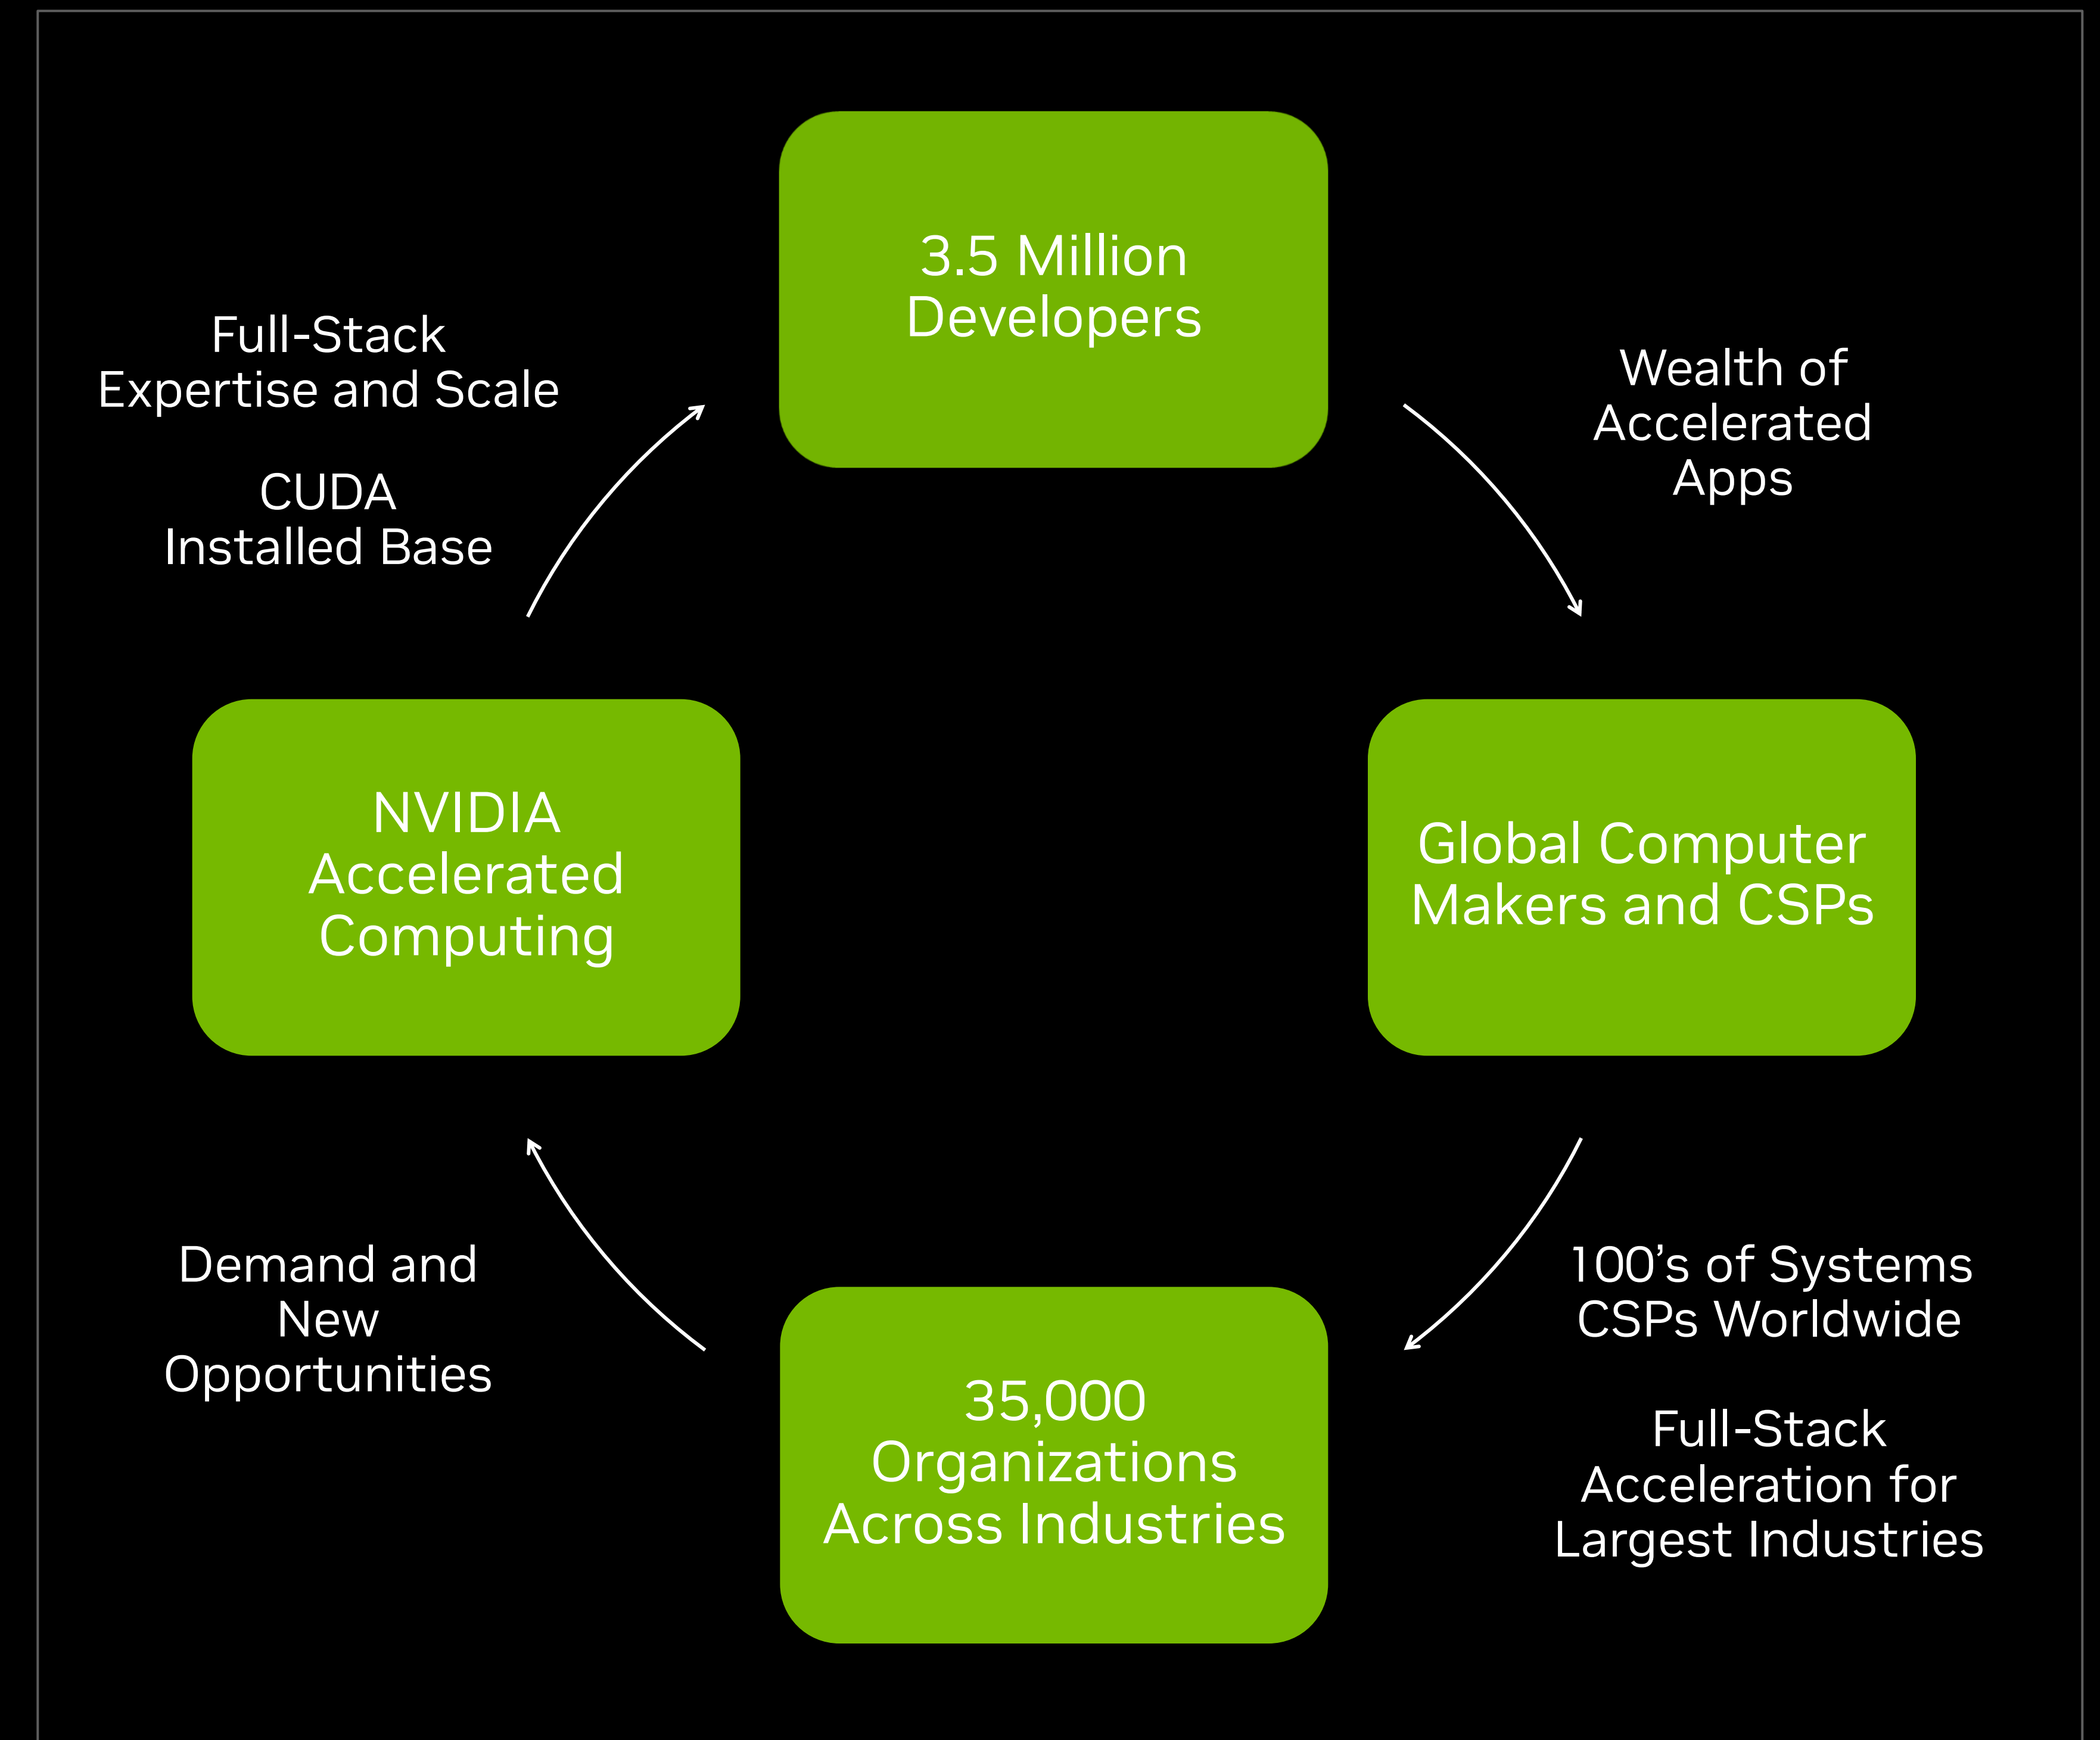 3.5 Million
Developers
Full-Stack
Expertise and Scale
CUDA
Installed Base
Wealth of
Accelerated
Apps
NVIDIA
Accelerated
Computing
Global Computer
Makers and CSPs
Demand and
New
Opportunities
100’s of Systems
CSPs Worldwide
Full-Stack
Acceleration for
Largest Industries
35,000
Organizations
Across Industries